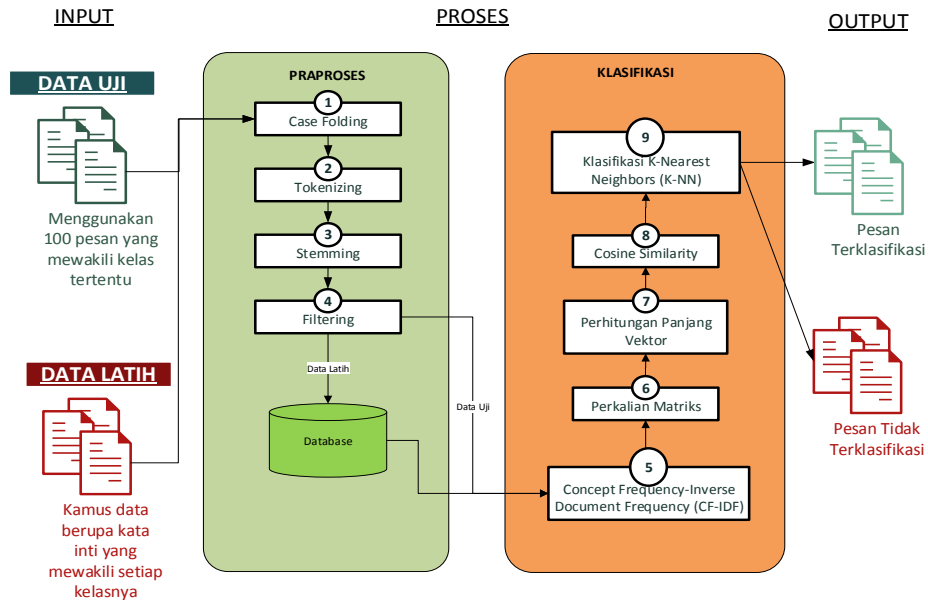 INPUT
PROSES
OUTPUT
DATA UJI
Menggunakan
100 pesan yang
mewakili kelas
tertentu
DATA LATIH
Kamus data
berupa kata
inti yang
mewakili setiap
kelasnya
PRAPROSES
1
Case Folding
2
Tokenizing
3
Stemming
4
Filtering
Data Latih
Data Uji
Database
KLASIFIKASI
9
Klasifikasi K-Nearest
Neighbors (K-NN)
8
Cosine Similarity
7
Perhitungan Panjang
Vektor
6
Perkalian Matriks
5
Concept Frequency-Inverse
Document Frequency (CF-IDF)
Pesan
Terklasifikasi
Pesan Tidak
Terklasifikasi